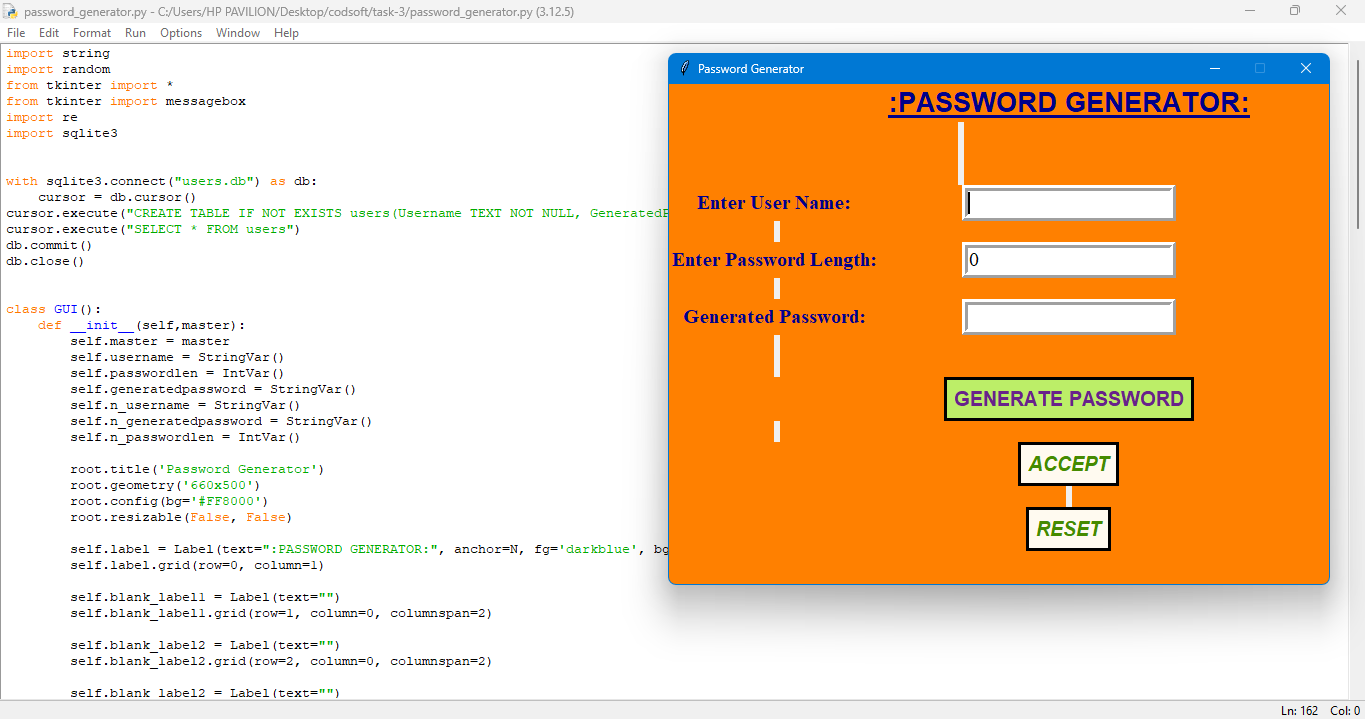 password_generator.py - C:/Users/HP PAVILION/Desktop/codsoft/task-3/password_generator.py (3.12.5)
File Edit Format Run Options Window Help
import string
import random
from tkinter import *
from tkinter import messagebox
import re
import sqlite3
with sqlite3.connect("users.db") as db:
    cursor = db.cursor()
cursor.execute("CREATE TABLE IF NOT EXISTS users(Username TEXT NOT NULL, GeneratedP
cursor.execute("SELECT * FROM users")
db.commit()
db.close()
class GUI():
    def __init__(self,master):
        self.master = master
        self.username = StringVar()
        self.passwordlen = IntVar()
        self.generatedpassword = StringVar()
        self.n_username = StringVar()
        self.n_generatedpassword = StringVar()
        self.n_passwordlen = IntVar()
        root.title('Password Generator')
        root.geometry('660x500')
        root.config(bg='#FF8000')
        root.resizable(False, False)
        self.label = Label(text=":PASSWORD GENERATOR:", anchor=N, fg='darkblue', bg
        self.label.grid(row=0, column=1)
        self.blank_label1 = Label(text="")
        self.blank_label1.grid(row=1, column=0, columnspan=2)
        self.blank_label2 = Label(text="")
        self.blank_label2.grid(row=2, column=0, columnspan=2)
        self.blank_label2 = Label(text="")
Password Generator
:PASSWORD GENERATOR:
Enter User Name:
Enter Password Length: 0
Generated Password:
GENERATE PASSWORD
ACCEPT
RESET
Ln: 162 Col: 0